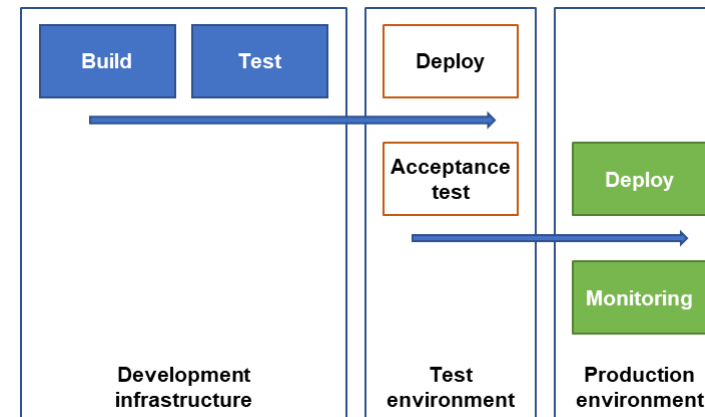 Build
Test
Deploy
Acceptance
test
Deploy
Monitoring
Development
infrastructure
Test
environment
Production
environment